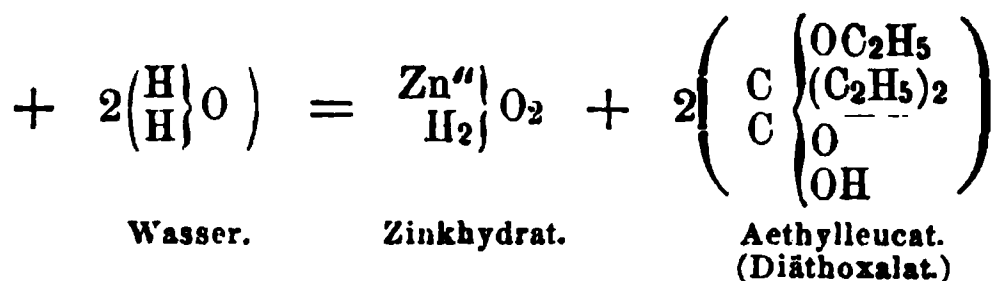 + 2(H H}O) = Zn" H2}O2 + 2(C C{OC2H5 (C2H5)2 O OH)
Wasser. Zinkhydrat. Aethylleucat.
(Diäthoxalat.)